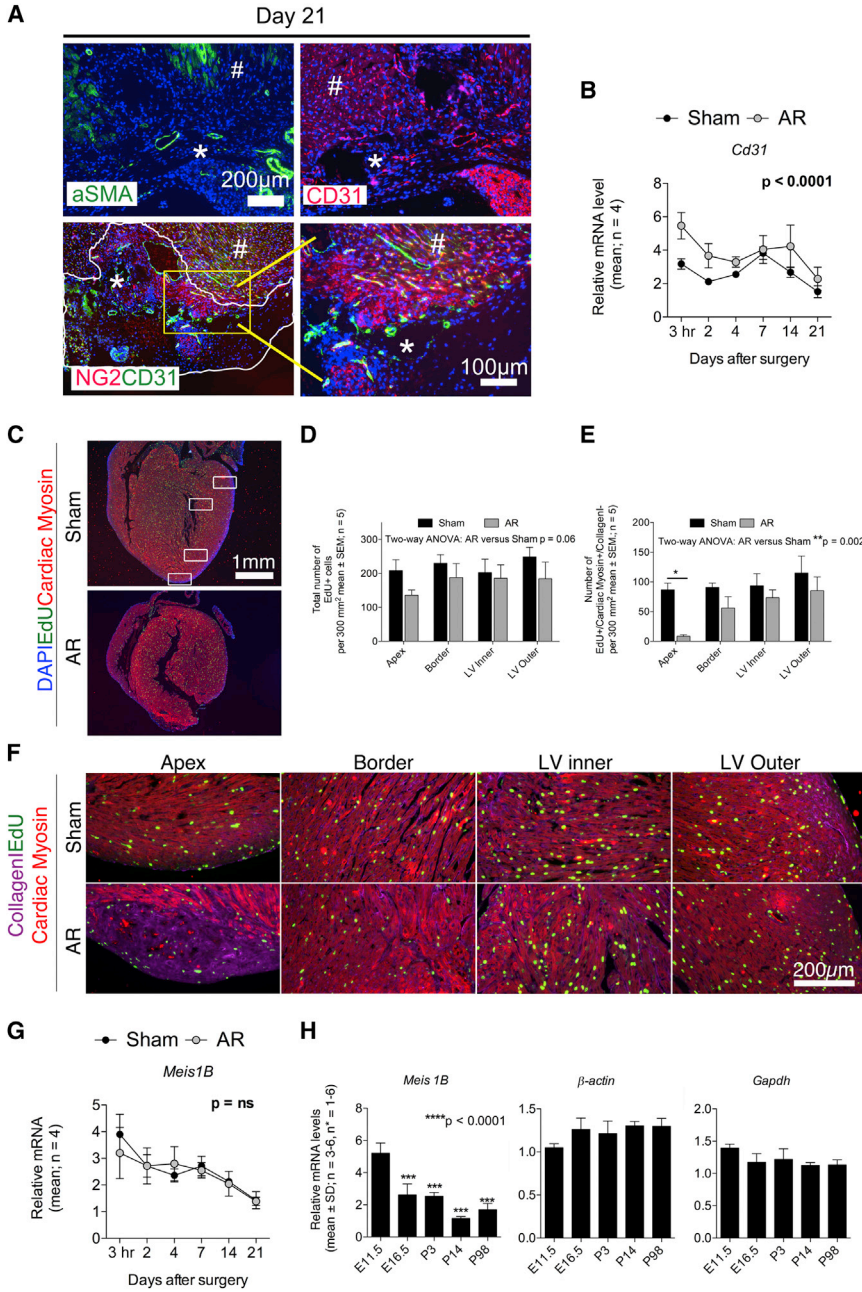 A
Day 21
#
#
*
*
aSMA
200µm
CD31
#
#
*
*
NG2CD31
100µm
B
Sham AR
Cd31
p < 0.0001
Relative mRNA level
(mean; n = 4)
8
6
4
2
0
3 hr 2 4 7 14 21
Days after surgery
C
DAPIEdUCardiac Myosin
Sham
1mm
AR
D
Sham AR
Two-way ANOVA: AR versus Sham p = 0.06
Total number of
EdU+ cells
per 300 mm² mean ± SEM; n = 5)
400
300
200
100
0
Apex Border LV Inner LV Outer
E
Sham AR
Two-way ANOVA: AR versus Sham **p = 0.002
Number of
EdU+/Cardiac Myosin+/CollagenI-
per 300 mm² mean ± SEM.; n = 5)
250
200
150
100
50
0
*
Apex Border LV Inner LV Outer
F
Apex Border LV inner LV Outer
CollagenIEdU
Cardiac Myosin
Sham
AR
200µm
G
Sham AR
Meis1B
p = ns
Relative mRNA
(mean; n = 4)
5
4
3
2
1
0
3 hr 2 4 7 14 21
Days after surgery
H
Meis 1B
****p < 0.0001
Relative mRNA levels
(mean ± SD; n = 3-6, n* = 1-6)
8
6
4
2
0
*** *** *** ***
E11.5 E16.5 P3 P14 P98
β-actin
1.5
1.0
0.5
0.0
E11.5 E16.5 P3 P14 P98
Gapdh
2.0
1.5
1.0
0.5
0.0
E11.5 E16.5 P3 P14 P98